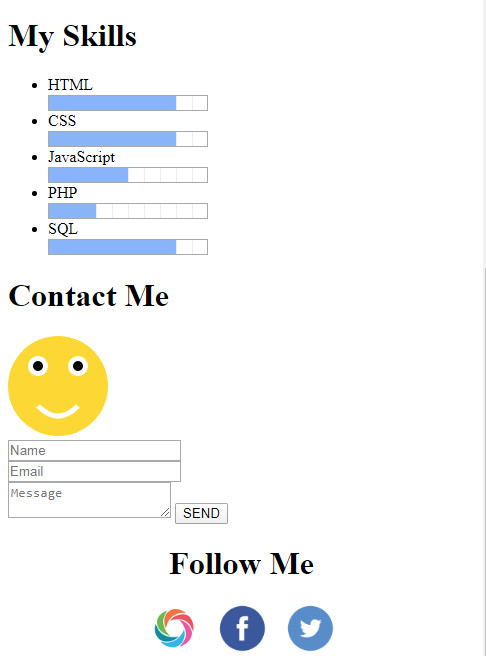 My Skills
HTML
CSS
JavaScript
PHP
SQL
Contact Me
Name
Email
Message
SEND
Follow Me